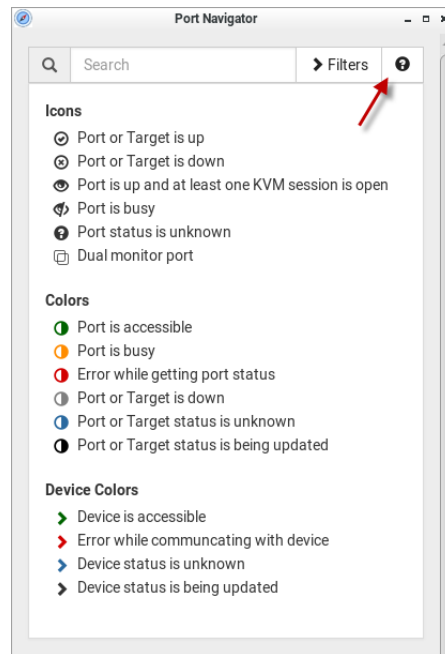 Port Navigator
Search
Filters
Icons
Port or Target is up
Port or Target is down
Port is up and at least one KVM session is open
Port is busy
Port status is unknown
Dual monitor port
Colors
Port is accessible
Port is busy
Error while getting port status
Port or Target is down
Port or Target status is unknown
Port or Target status is being updated
Device Colors
Device is accessible
Error while communcating with device
Device status is unknown
Device status is being updated